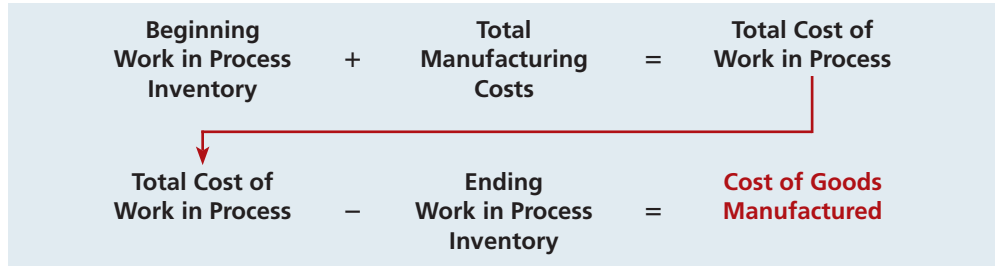 Beginning Total Total Cost of
Work in Process + Manufacturing = Work in Process
Inventory Costs
Total Cost of Ending Cost of Goods
Work in Process − Work in Process = Manufactured
Inventory